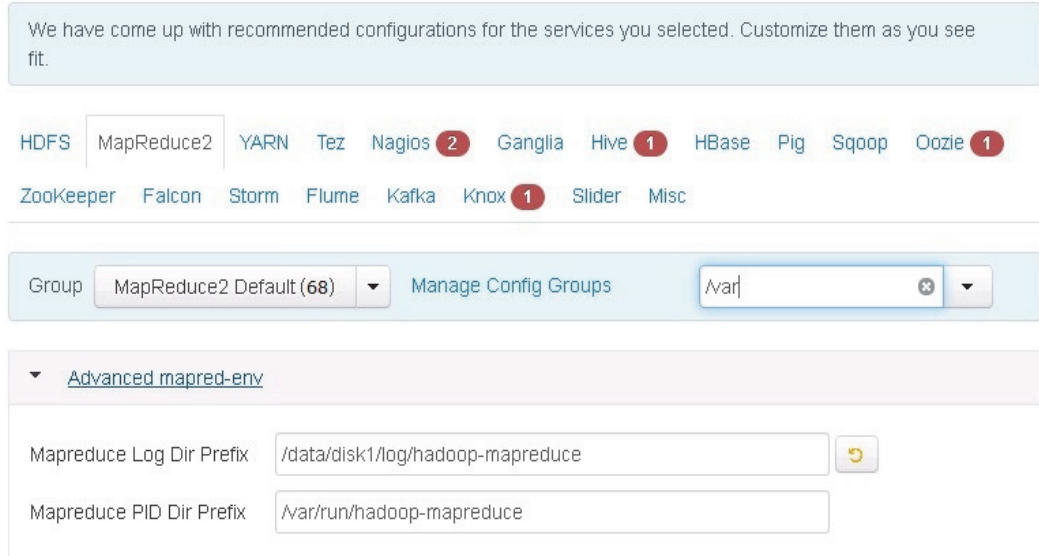 We have come up with recommended configurations for the services you selected. Customize them as you see
fit.
HDFS MapReduce2 YARN Tez Nagios 2 Ganglia Hive 1 HBase Pig Sqoop Oozie 1
ZooKeeper Falcon Storm Flume Kafka Knox 1 Slider Misc
Group MapReduce2 Default (68) Manage Config Groups /var
Advanced mapred-env
Mapreduce Log Dir Prefix /data/disk1/log/hadoop-mapreduce
Mapreduce PID Dir Prefix /var/run/hadoop-mapreduce